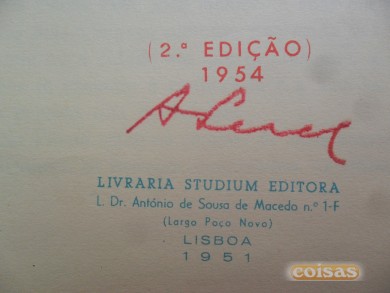 (2.ª EDIÇÃO)
1954
LIVRARIA STUDIUM EDITORA
L. Dr. António de Sousa de Macedo n.º 1-F
(Largo Poço Novo)
LISBOA
1951
coisas